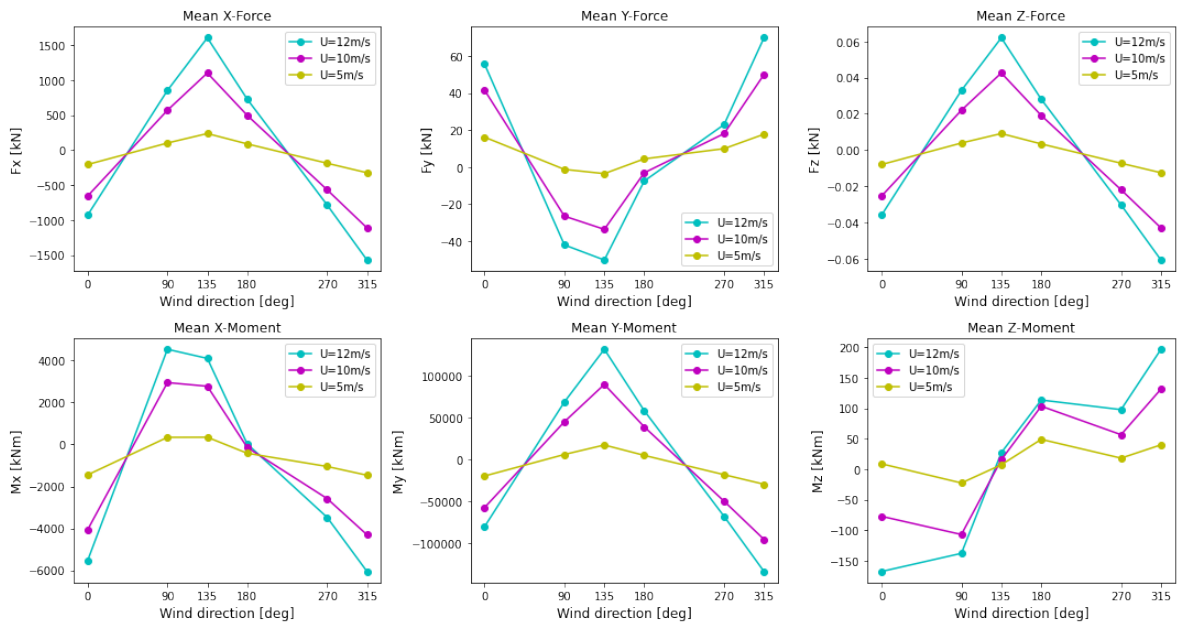 Mean X-Force
1500
1000
500
0
−500
−1000
−1500
Fx [kN]
U=12m/s
U=10m/s
U=5m/s
0 90 135 180 270 315
Wind direction [deg]
Mean Y-Force
60
40
20
0
−20
−40
Fy [kN]
U=12m/s
U=10m/s
U=5m/s
0 90 135 180 270 315
Wind direction [deg]
Mean Z-Force
0.06
0.04
0.02
0.00
−0.02
−0.04
−0.06
Fz [kN]
U=12m/s
U=10m/s
U=5m/s
0 90 135 180 270 315
Wind direction [deg]
Mean X-Moment
4000
2000
0
−2000
−4000
−6000
Mx [kNm]
U=12m/s
U=10m/s
U=5m/s
0 90 135 180 270 315
Wind direction [deg]
Mean Y-Moment
100000
50000
0
−50000
−100000
My [kNm]
U=12m/s
U=10m/s
U=5m/s
0 90 135 180 270 315
Wind direction [deg]
Mean Z-Moment
200
150
100
50
0
−50
−100
−150
Mz [kNm]
U=12m/s
U=10m/s
U=5m/s
0 90 135 180 270 315
Wind direction [deg]